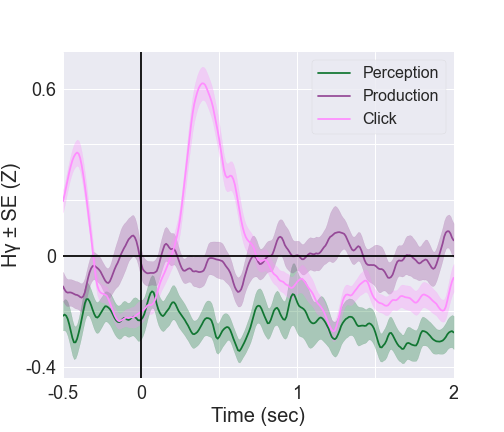 Perception
Production
Click
0.6
0
-0.4
Hγ ± SE (Z)
-0.5 0 1 2
Time (sec)